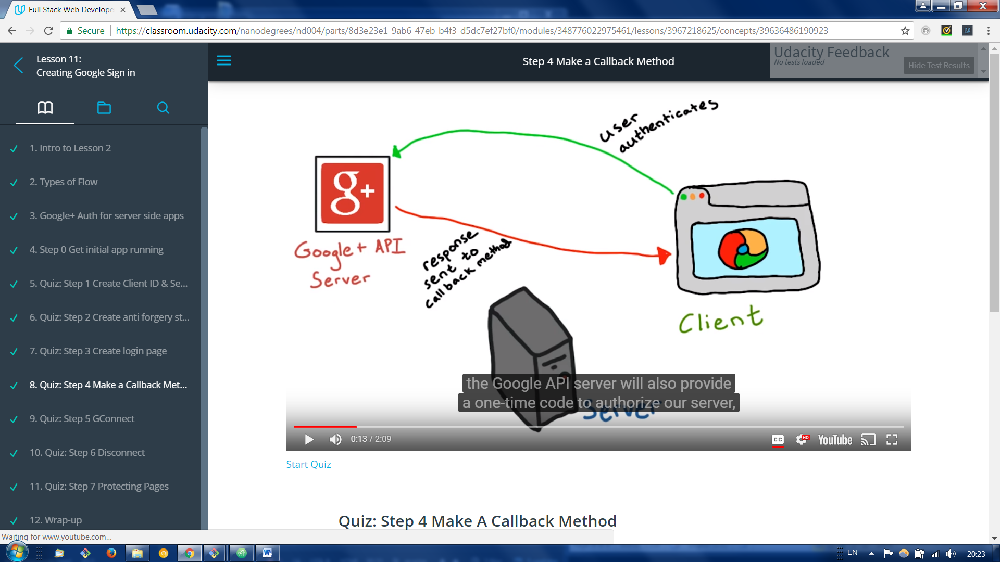 Full Stack Web Develope
Secure
https://classroom.udacity.com/nanodegrees/nd004/parts/8d3e23e1-9ab6-47eb-b4f3-d5dc7ef27bf0/modules/348776022975461/lessons/3967218625/concepts/39636486190923
Lesson 11:
Creating Google Sign in
Step 4 Make a Callback Method
Udacity Feedback
No tests loaded
Hide Test Results
1. Intro to Lesson 2
2. Types of Flow
3. Google+ Auth for server side apps
4. Step 0 Get initial app running
5. Quiz: Step 1 Create Client ID & Se...
6. Quiz: Step 2 Create anti forgery st...
7. Quiz: Step 3 Create login page
8. Quiz: Step 4 Make a Callback Met...
9. Quiz: Step 5 GConnect
10. Quiz: Step 6 Disconnect
11. Quiz: Step 7 Protecting Pages
12. Wrap-up
user
authenticates
g+
Google+ API
Server
response
sent to
callback method
Client
Server
the Google API server will also provide
a one-time code to authorize our server,
0:13 / 2:09
CC
HD
YouTube
Start Quiz
Quiz: Step 4 Make A Callback Method
Waiting for www.youtube.com...
EN
20:23